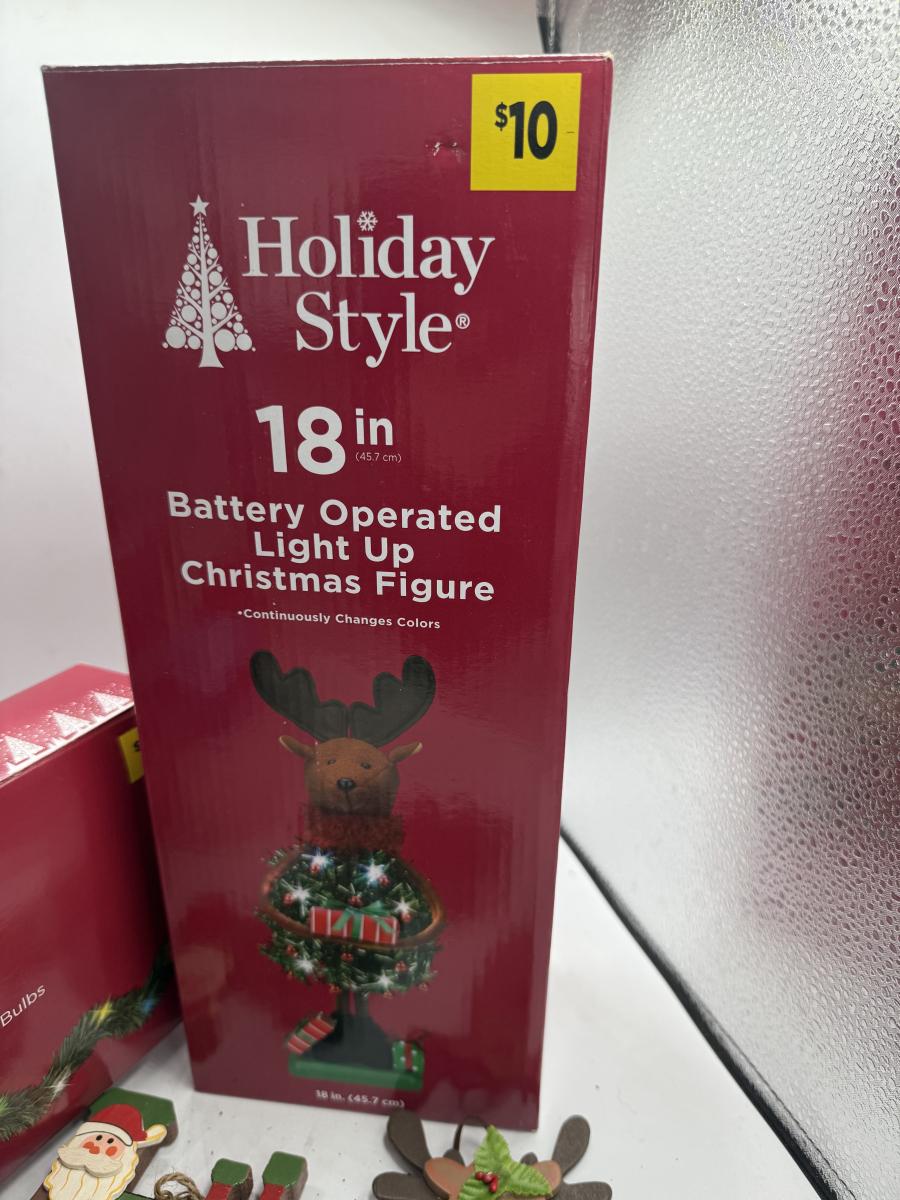 $10
Holiday
Style®
18 in
(45.7 cm)
Battery Operated
Light Up
Christmas Figure
•Continuously Changes Colors
18 in. (45.7 cm)
Bulbs